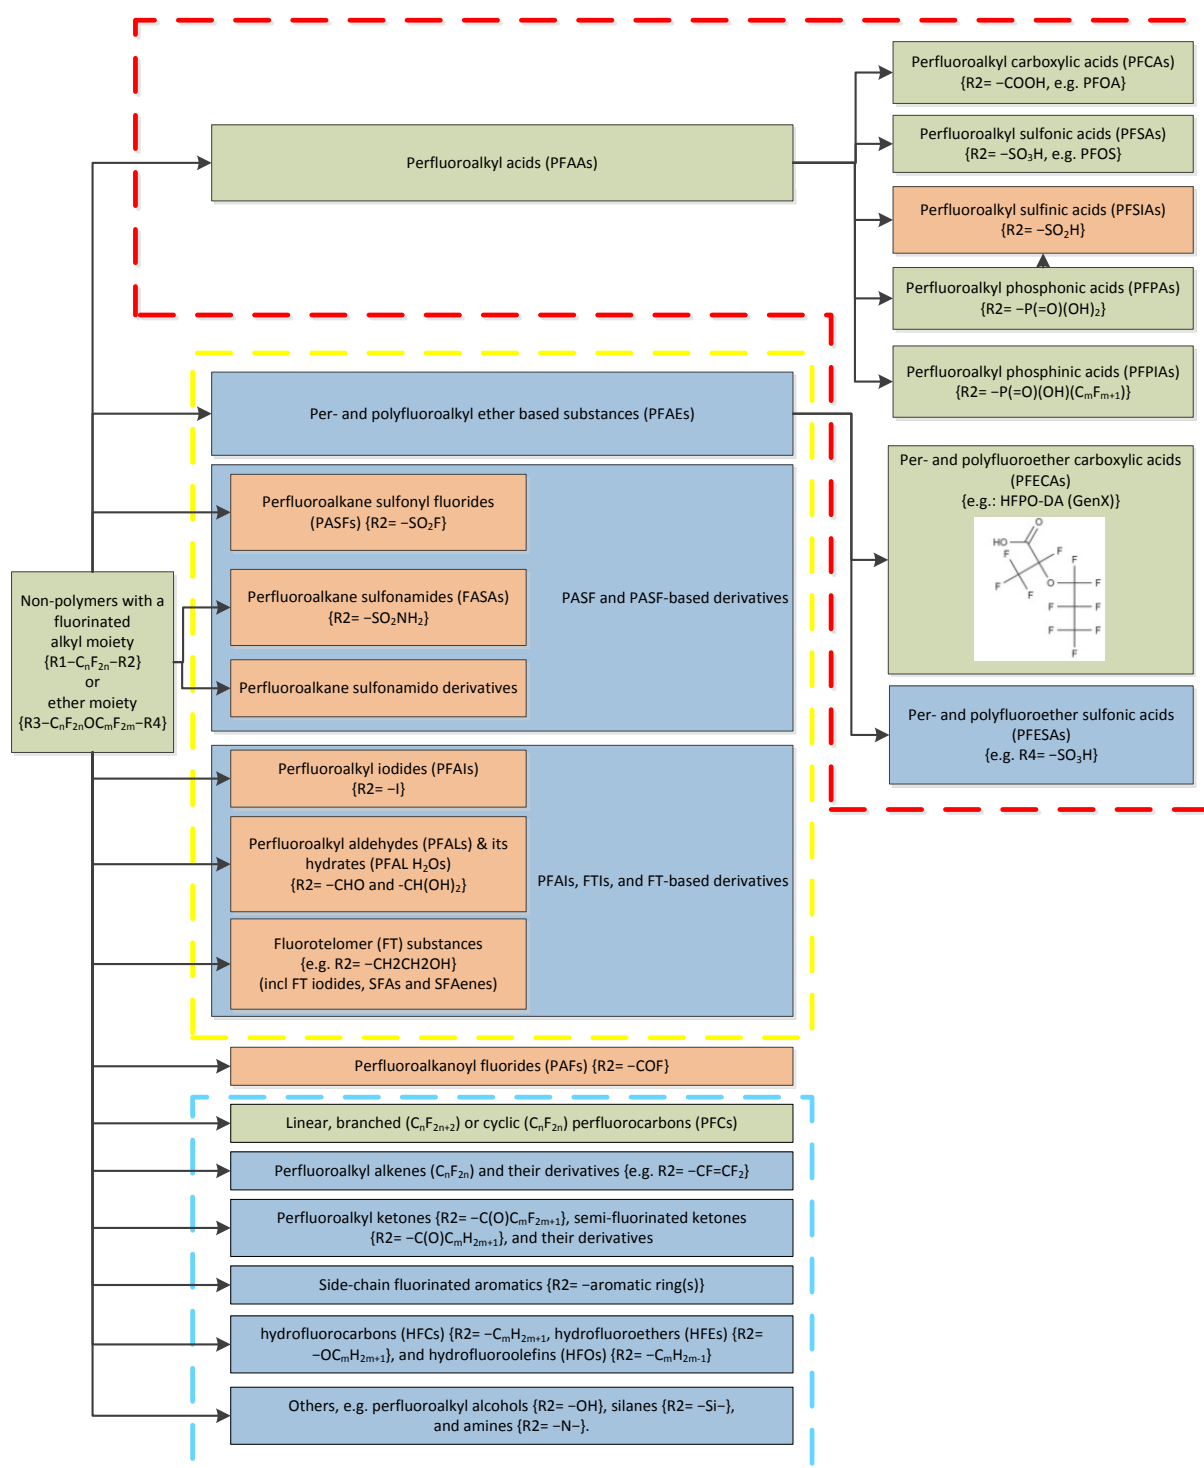 Perfluoroalkyl carboxylic acids (PFCAs)
{R2= −COOH, e.g. PFOA}
Perfluoroalkyl acids (PFAAs)
Perfluoroalkyl sulfonic acids (PFSAs)
{R2= −SO₃H, e.g. PFOS}
Perfluoroalkyl sulfinic acids (PFSIAs)
{R2= −SO₂H}
Perfluoroalkyl phosphonic acids (PFPAs)
{R2= −P(=O)(OH)₂}
Perfluoroalkyl phosphinic acids (PFPIAs)
{R2= −P(=O)(OH)(CₘFₘ₊₁)}
Per- and polyfluoroalkyl ether based substances (PFAEs)
Per- and polyfluoroether carboxylic acids
(PFECAs)
{e.g.: HFPO-DA (GenX)}
O
HO
F
F
F
F
F
O
F
F
F
F
F
F
F
Per- and polyfluoroether sulfonic acids
(PFESAs)
{e.g. R4= −SO₃H}
Non-polymers with a
fluorinated
alkyl moiety
{R1−CₙF₂ₙ−R2}
or
ether moiety
{R3−CₙF₂ₙOCₘF₂ₘ−R4}
Perfluoroalkane sulfonyl fluorides
(PASFs) {R2= −SO₂F}
Perfluoroalkane sulfonamides (FASAs)
{R2= −SO₂NH₂}
PASF and PASF-based derivatives
Perfluoroalkane sulfonamido derivatives
Perfluoroalkyl iodides (PFAIs)
{R2= −I}
Perfluoroalkyl aldehydes (PFALs) & its
hydrates (PFAL H₂Os)
{R2= −CHO and -CH(OH)₂}
PFAIs, FTIs, and FT-based derivatives
Fluorotelomer (FT) substances
{e.g. R2= −CH2CH2OH}
(incl FT iodides, SFAs and SFAenes)
Perfluoroalkanoyl fluorides (PAFs) {R2= −COF}
Linear, branched (CₙF₂ₙ₊₂) or cyclic (CₙF₂ₙ) perfluorocarbons (PFCs)
Perfluoroalkyl alkenes (CₙF₂ₙ) and their derivatives {e.g. R2= −CF=CF₂}
Perfluoroalkyl ketones {R2= −C(O)CₘF₂ₘ₊₁}, semi-fluorinated ketones
{R2= −C(O)CₘH₂ₘ₊₁}, and their derivatives
Side-chain fluorinated aromatics {R2= −aromatic ring(s)}
hydrofluorocarbons (HFCs) {R2= −CₘH₂ₘ₊₁, hydrofluoroethers (HFEs) {R2=
−OCₘH₂ₘ₊₁}, and hydrofluoroolefins (HFOs) {R2= −CₘH₂ₘ₋₁}
Others, e.g. perfluoroalkyl alcohols {R2= −OH}, silanes {R2= −Si−},
and amines {R2= −N−}.